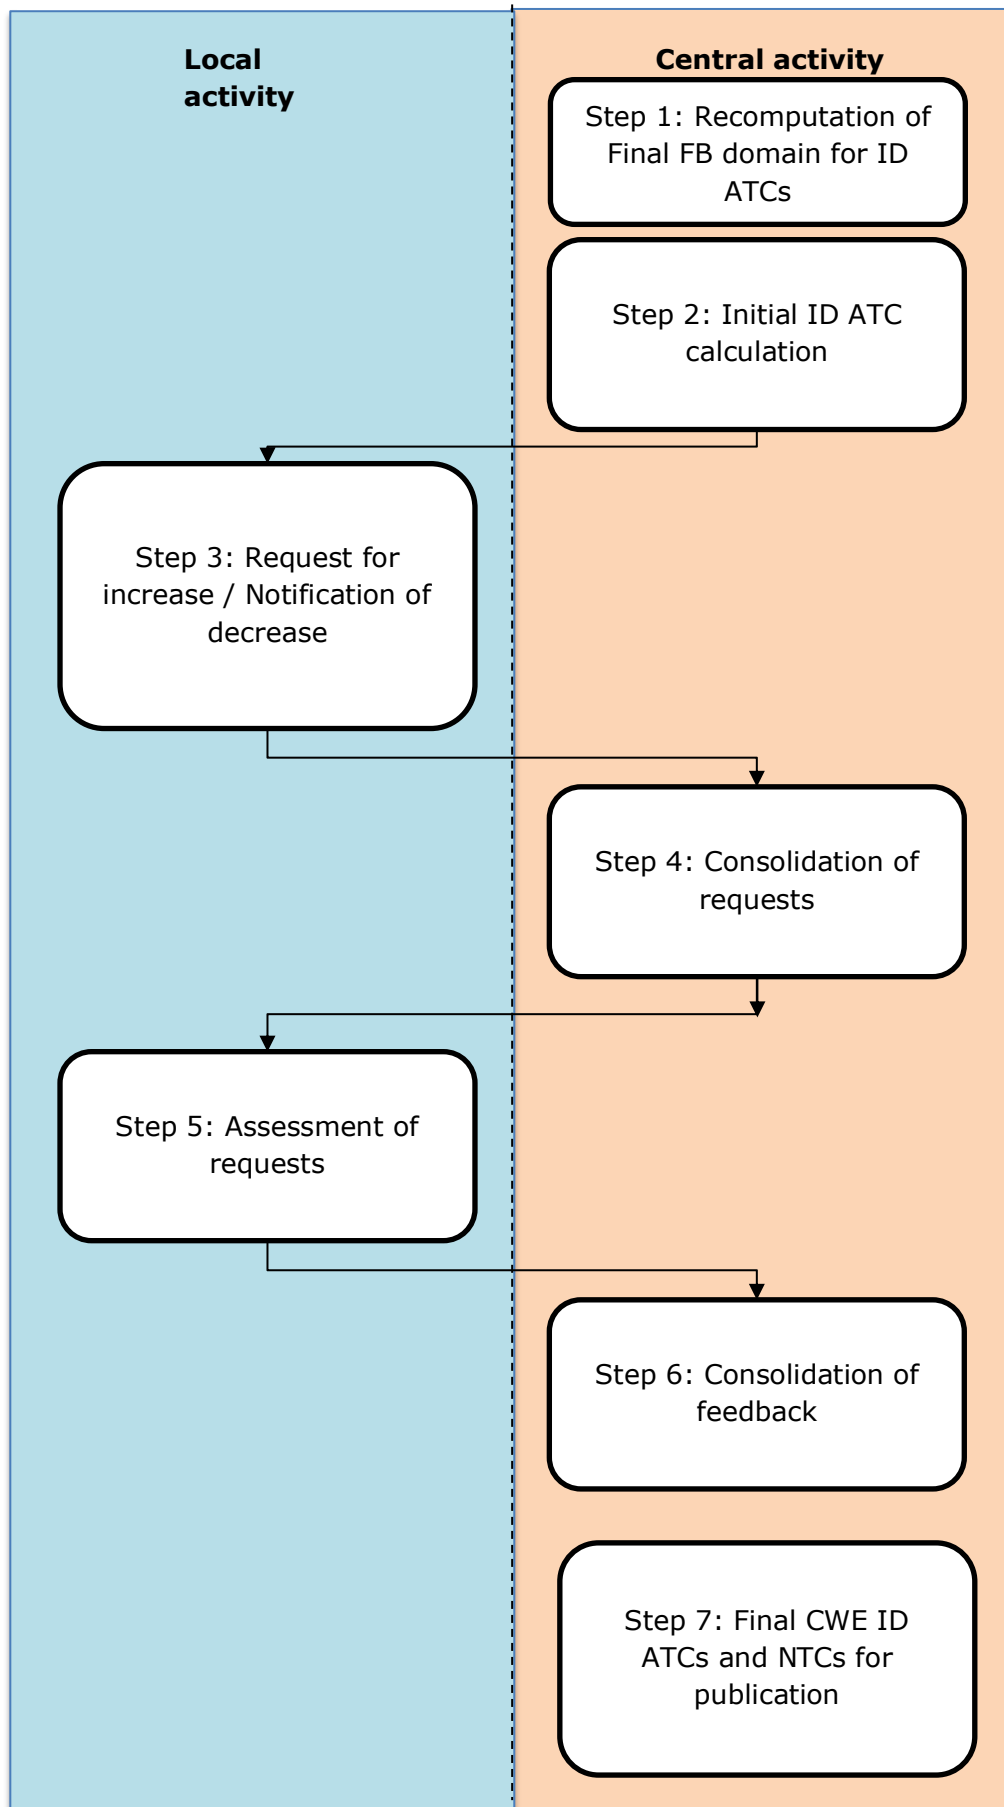 Local
activity
Central activity
Step 1: Recomputation of
Final FB domain for ID
ATCs
Step 2: Initial ID ATC
calculation
Step 3: Request for
increase / Notification of
decrease
Step 4: Consolidation of
requests
Step 5: Assessment of
requests
Step 6: Consolidation of
feedback
Step 7: Final CWE ID
ATCs and NTCs for
publication